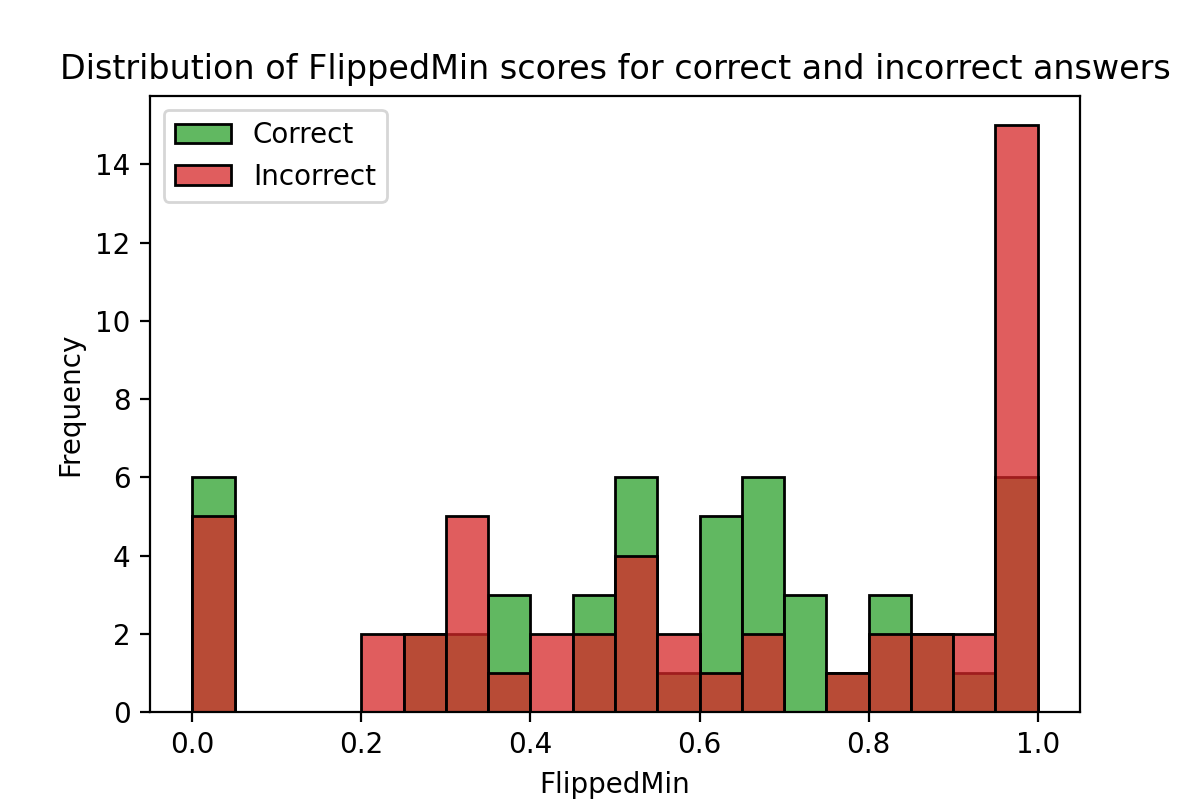 Distribution of FlippedMin scores for correct and incorrect answers
Correct
Incorrect
14
12
10
8
6
4
2
0
Frequency
0.0 0.2 0.4 0.6 0.8 1.0
FlippedMin